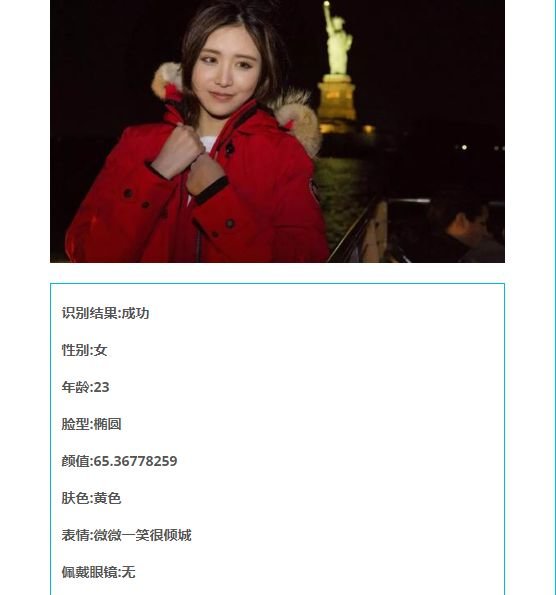 识别结果:成功
性别:女
年龄:23
脸型:椭圆
颜值:65.36778259
肤色:黄色
表情:微微一笑很倾城
佩戴眼镜:无